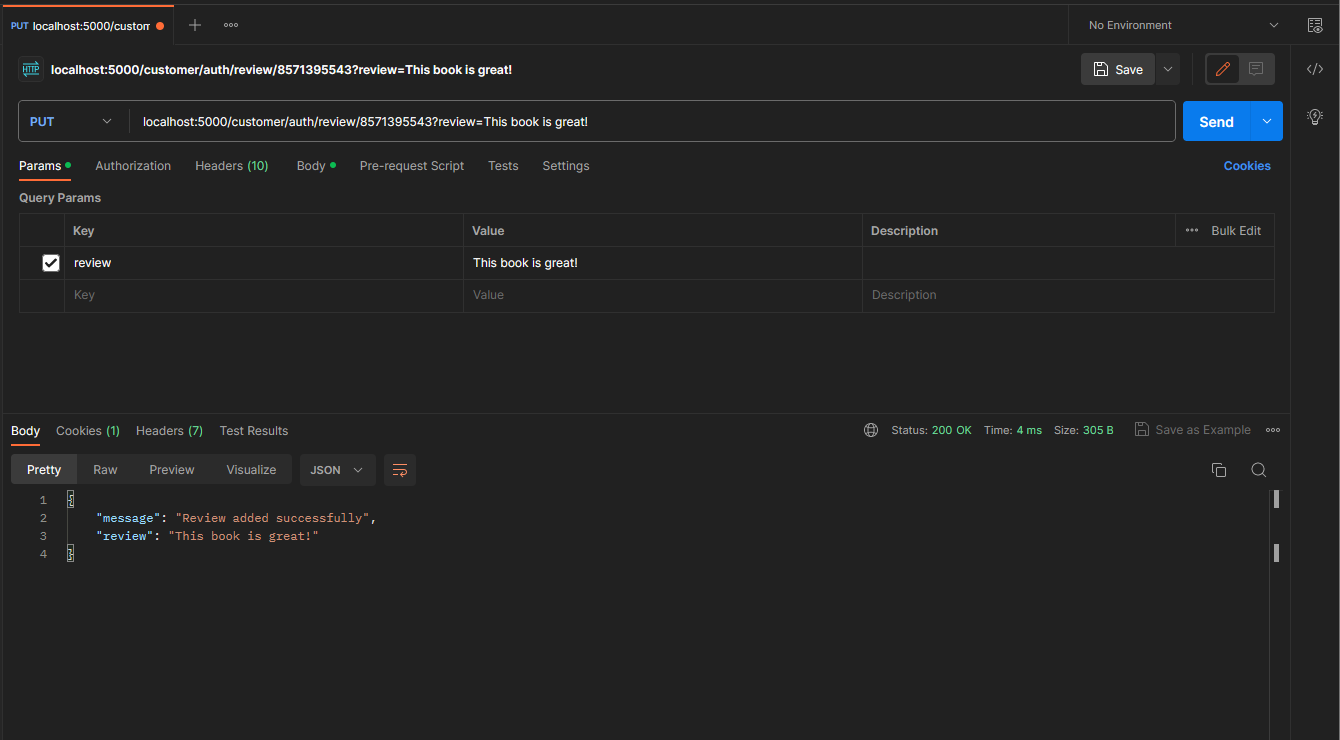 PUT localhost:5000/custom
No Environment
HTTP localhost:5000/customer/auth/review/8571395543?review=This book is great!
Save
PUT localhost:5000/customer/auth/review/8571395543?review=This book is great!
Send
Params Authorization Headers (10) Body Pre-request Script Tests Settings Cookies
Query Params
Key Value Description Bulk Edit
review This book is great!
Key Value Description
Body Cookies (1) Headers (7) Test Results Status: 200 OK Time: 4 ms Size: 305 B Save as Example
Pretty Raw Preview Visualize JSON
1 {
2 "message": "Review added successfully",
3 "review": "This book is great!"
4 }